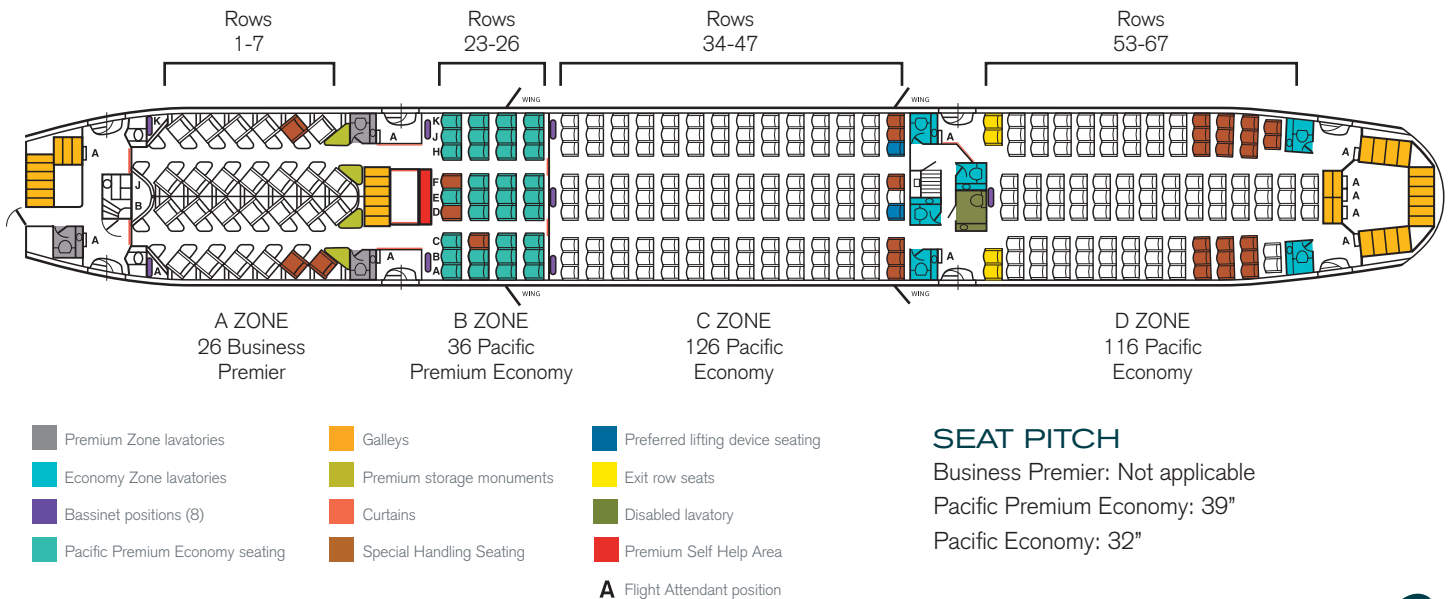 Rows
1-7
Rows
23-26
Rows
34-47
Rows
53-67
WING
WING
K
A
J
B
A
A
A
A
K
J
H
F
E
D
C
B
A
A
A
A
A
A
A
A
A
WING
WING
A ZONE
26 Business
Premier
B ZONE
36 Pacific
Premium Economy
C ZONE
126 Pacific
Economy
D ZONE
116 Pacific
Economy
Premium Zone lavatories
Economy Zone lavatories
Bassinet positions (8)
Pacific Premium Economy seating
Galleys
Premium storage monuments
Curtains
Special Handling Seating
Preferred lifting device seating
Exit row seats
Disabled lavatory
Premium Self Help Area
A Flight Attendant position
SEAT PITCH
Business Premier: Not applicable
Pacific Premium Economy: 39”
Pacific Economy: 32”